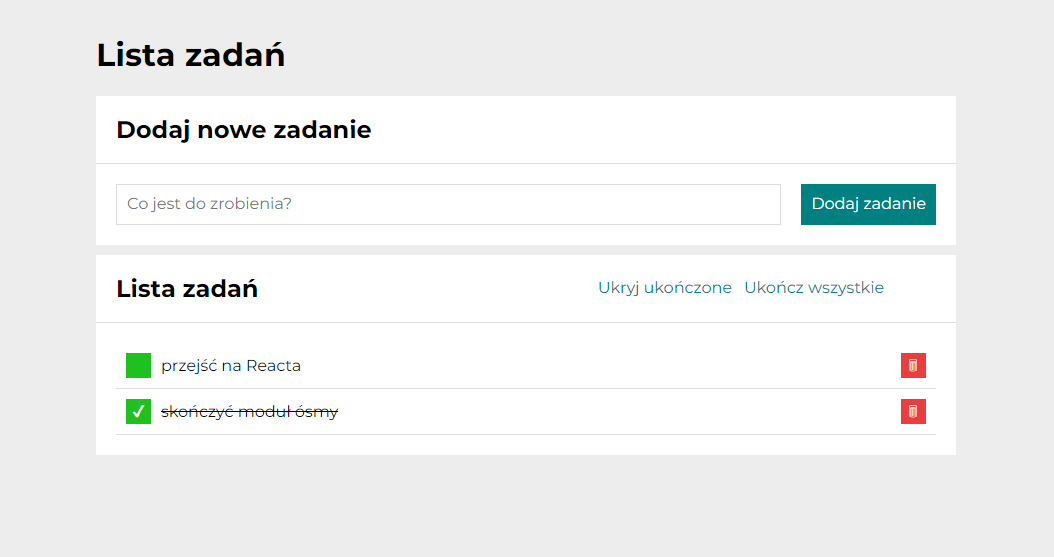 Lista zadań
Dodaj nowe zadanie
Co jest do zrobienia?
Dodaj zadanie
Lista zadań
Ukryj ukończone Ukończ wszystkie
przejść na Reacta
skończyć moduł ósmy